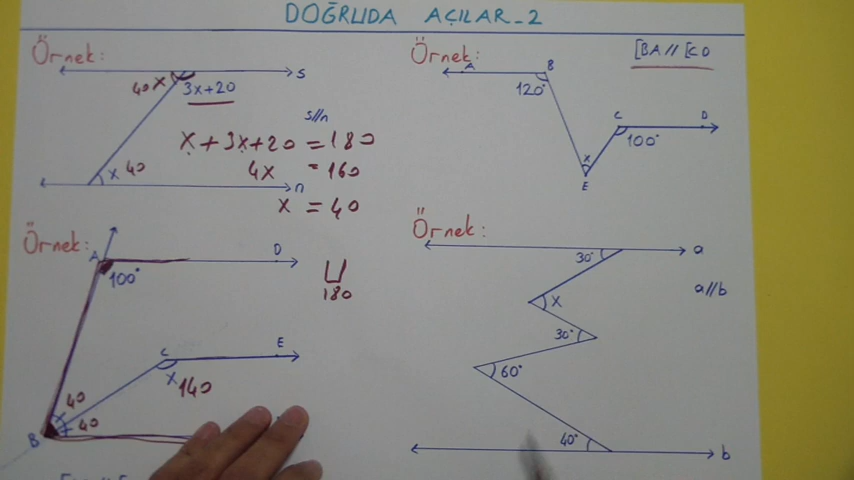 DOĞRUDA AÇILAR_2
Örnek:
S
40 x
3x+20
S//n
x+3x+20=180
4x =160
x = 40
x 40
n
Örnek:
A
D
100°
⊔
180
C
E
x 140
40
40
B
Örnek:
[BA // [CD
A
B
120°
C
D
100°
x
E
Örnek:
30°
a
x
a//b
30°
60°
40°
b